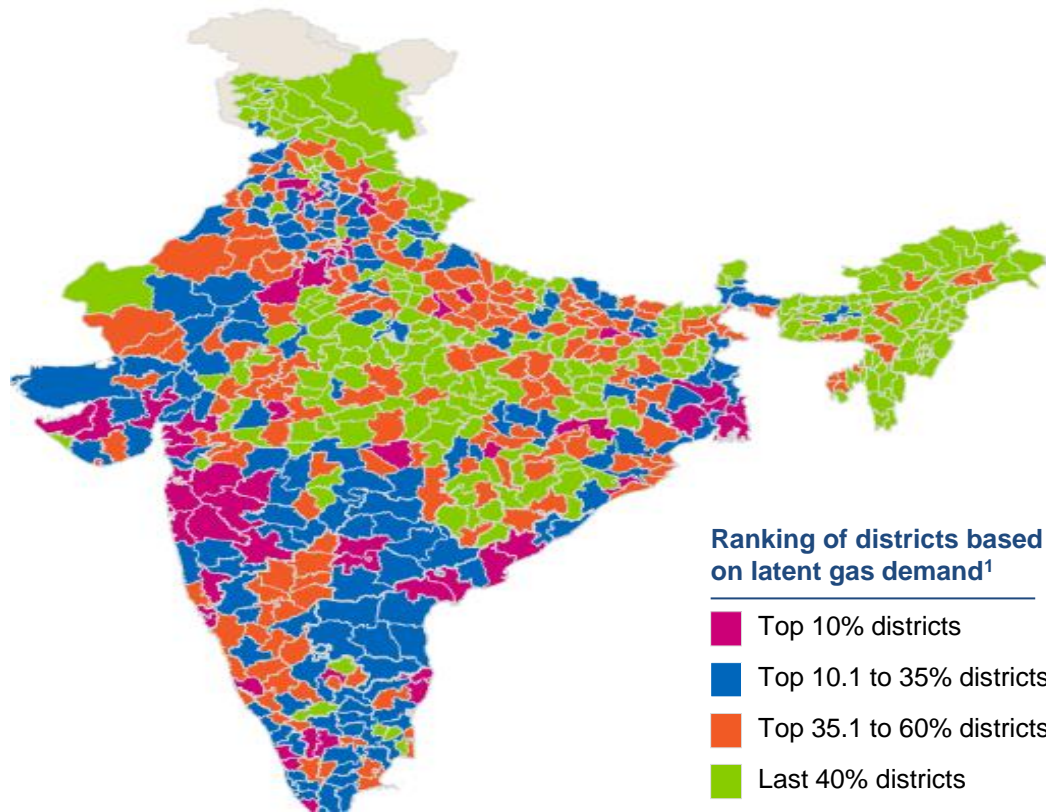 Ranking of districts based
on latent gas demand¹
Top 10% districts
Top 10.1 to 35% districts
Top 35.1 to 60% districts
Last 40% districts